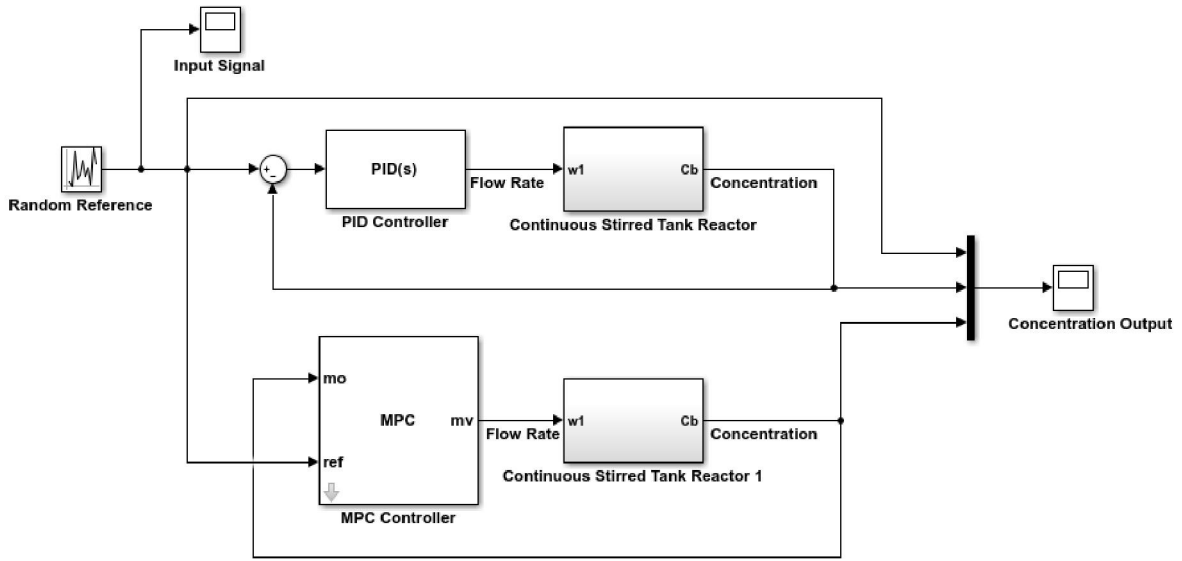 Input Signal
Random Reference
+
-
PID(s)
PID Controller
Flow Rate
w1
Cb
Continuous Stirred Tank Reactor
Concentration
Concentration Output
mo
MPC
mv
ref
MPC Controller
Flow Rate
w1
Cb
Continuous Stirred Tank Reactor 1
Concentration